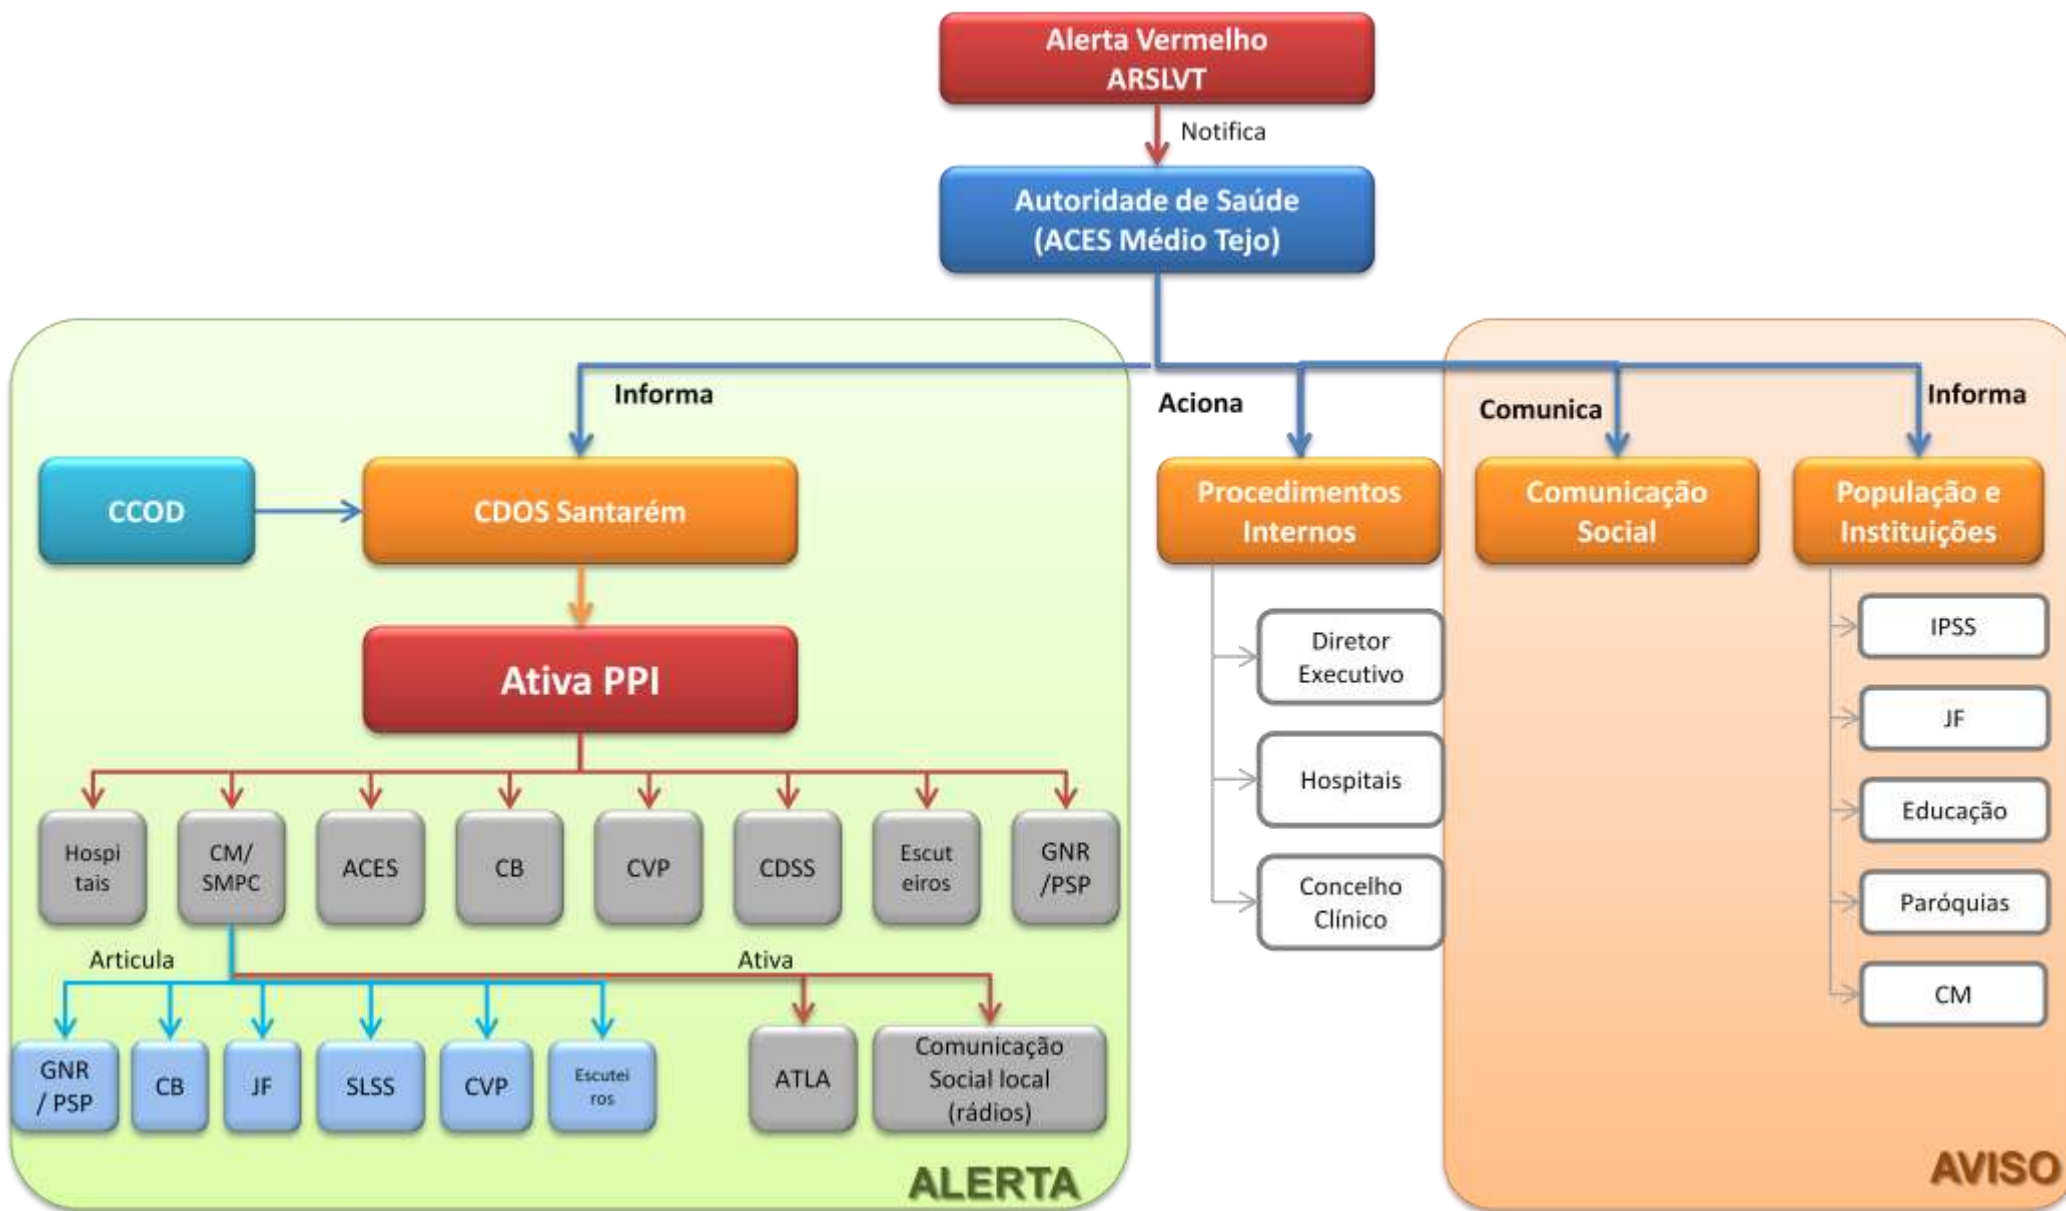 Alerta Vermelho
ARSLVT
Notifica
Autoridade de Saúde
(ACES Médio Tejo)
Informa
Aciona
Comunica
Informa
CCOD
CDOS Santarém
Procedimentos
Internos
Comunicação
Social
População e
Instituições
Ativa PPI
Diretor
Executivo
Hospitais
Concelho
Clínico
IPSS
JF
Educação
Paróquias
CM
Hospi
tais
CM/
SMPC
ACES
CB
CVP
CDSS
Escut
eiros
GNR
/PSP
Articula
Ativa
GNR
/ PSP
CB
JF
SLSS
CVP
Escutei
ros
ATLA
Comunicação
Social local
(rádios)
ALERTA
AVISO